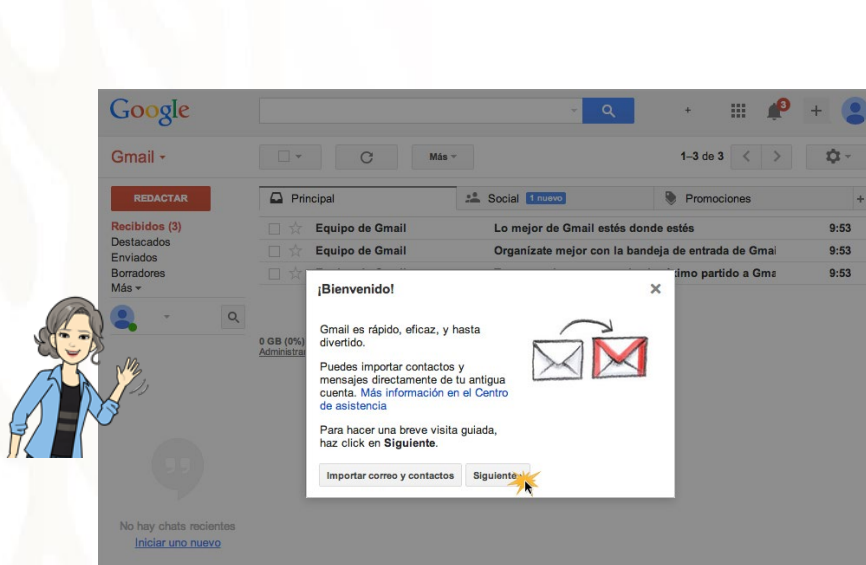 Google
3
Gmail
Más
1–3 de 3
REDACTAR
Principal
Social 1 nuevo
Promociones
+
Recibidos (3)
Destacados
Enviados
Borradores
Más
Equipo de Gmail Lo mejor de Gmail estés donde estés 9:53
Equipo de Gmail Organízate mejor con la bandeja de entrada de Gmai 9:53
partido a Gma 9:53
0 GB (0%)
¡Bienvenido!
Gmail es rápido, eficaz, y hasta
divertido.
Puedes importar contactos y
mensajes directamente de tu antigua
cuenta. Más información en el Centro
de asistencia
Para hacer una breve visita guiada,
haz click en Siguiente.
Importar correo y contactos
Siguiente
No hay chats recientes
Iniciar uno nuevo